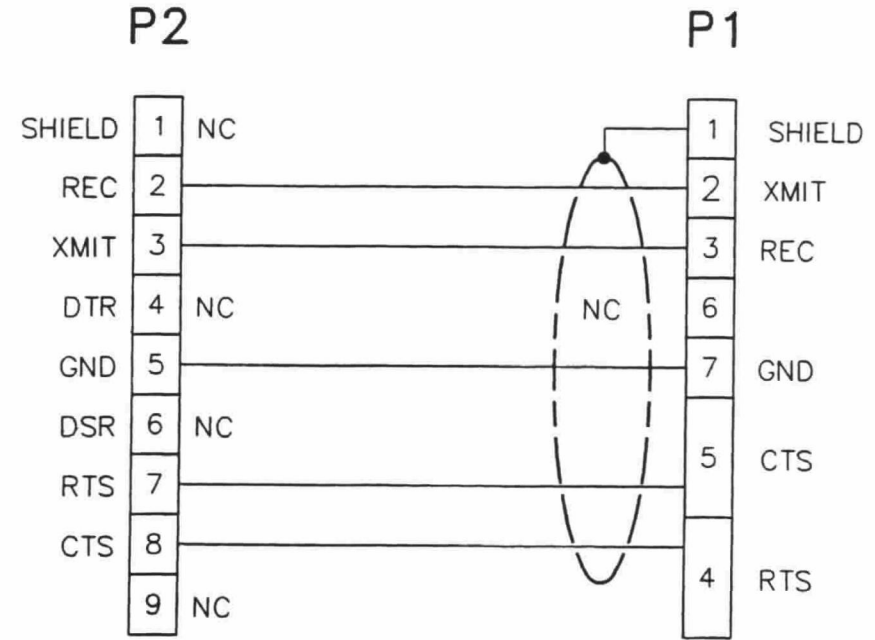 P2 P1
SHIELD 1 NC 1 SHIELD
REC 2 2 XMIT
XMIT 3 3 REC
DTR 4 NC NC 6
GND 5 7 GND
DSR 6 NC
5 CTS
RTS 7
CTS 8
4 RTS
9 NC